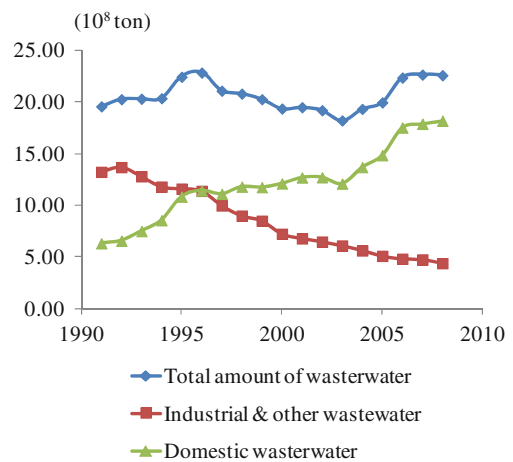 (10⁸ ton)
25.00
20.00
15.00
10.00
5.00
0.00
1990 1995 2000 2005 2010
Total amount of wasterwater
Industrial & other wastewater
Domestic wasterwater